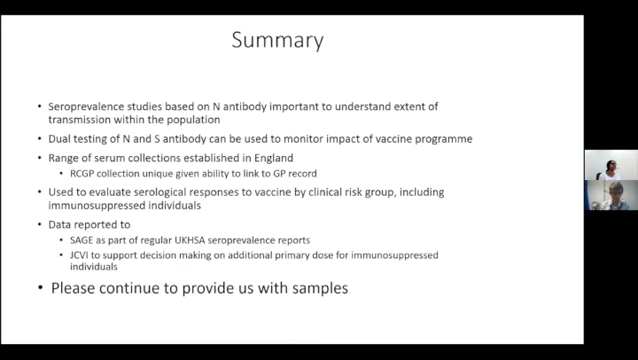 Summary
• Seroprevalence studies based on N antibody important to understand extent of
transmission within the population
• Dual testing of N and S antibody can be used to monitor impact of vaccine programme
• Range of serum collections established in England
• RCGP collection unique given ability to link to GP record
• Used to evaluate serological responses to vaccine by clinical risk group, including
immunosuppressed individuals
• Data reported to
• SAGE as part of regular UKHSA seroprevalence reports
• JCVI to support decision making on additional primary dose for immunosuppressed
individuals
• Please continue to provide us with samples